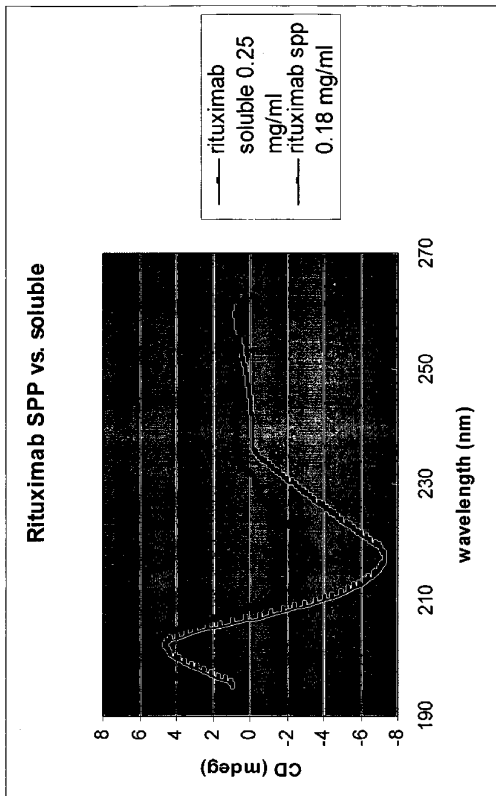 Rituximab SPP vs. soluble
8
6
4
2
0
-2
-4
-6
-8
CD (mdeg)
190
210
230
250
270
wavelength (nm)
rituximab
soluble 0.25
mg/ml
rituximab spp
0.18 mg/ml